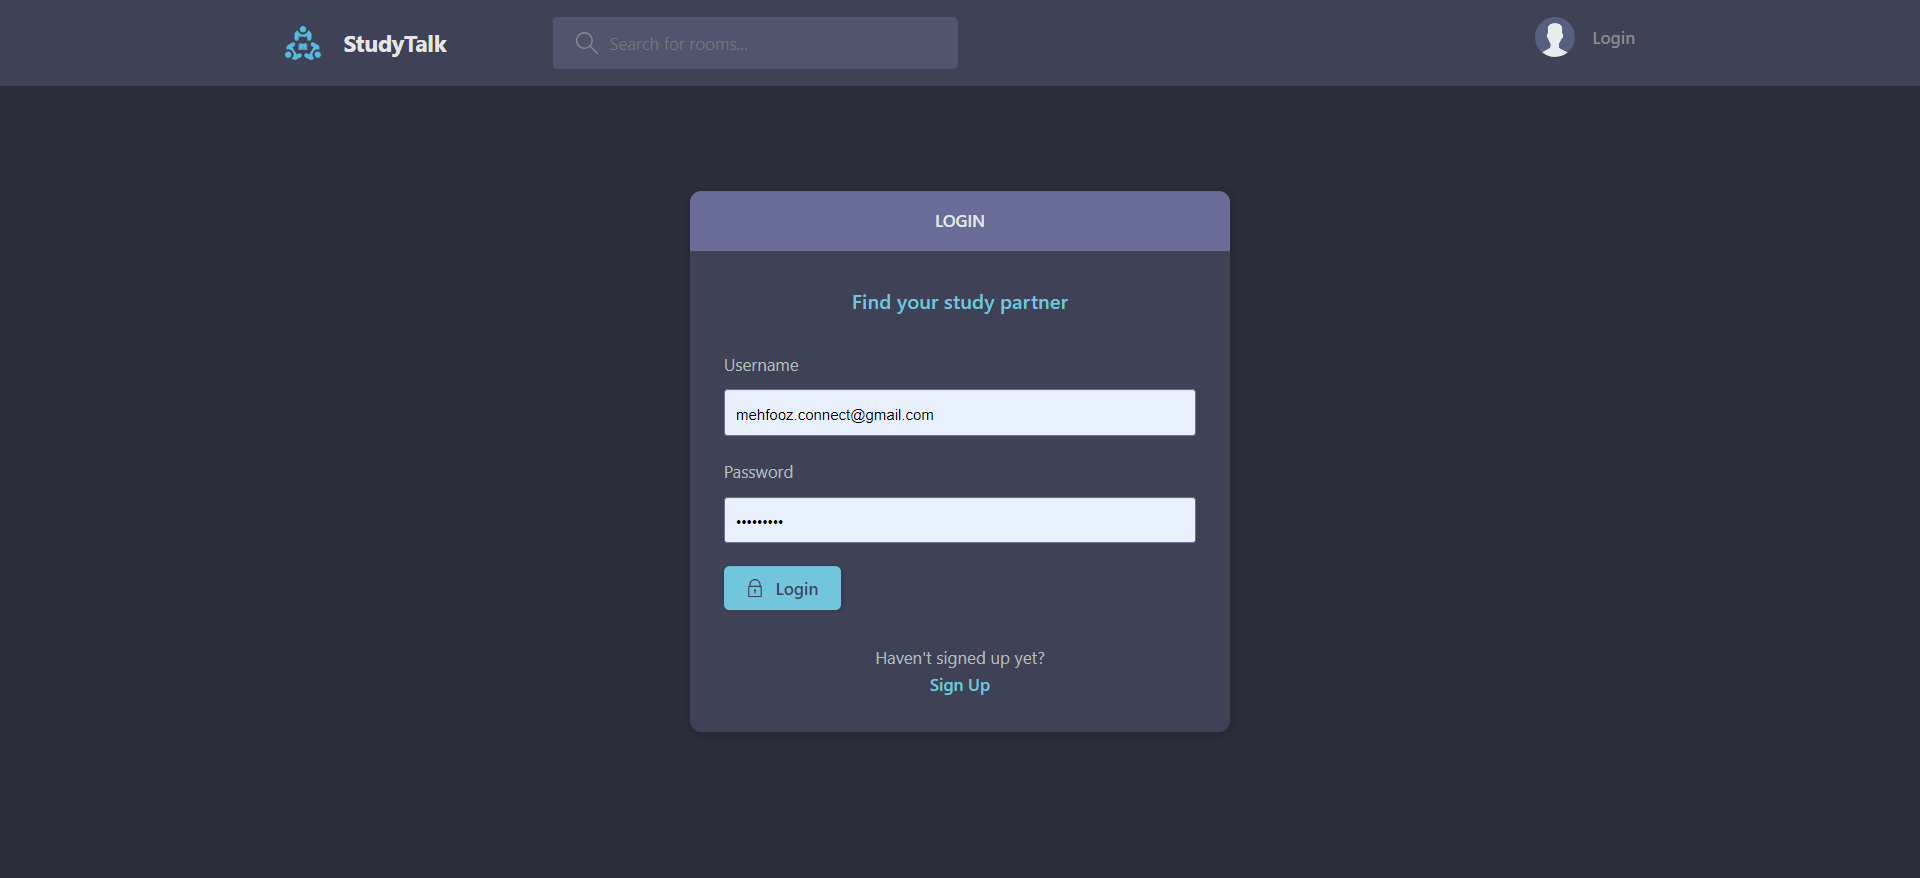 StudyTalk
Search for rooms...
Login
LOGIN
Find your study partner
Username
mehfooz.connect@gmail.com
Password
•••••••••
Login
Haven't signed up yet?
Sign Up